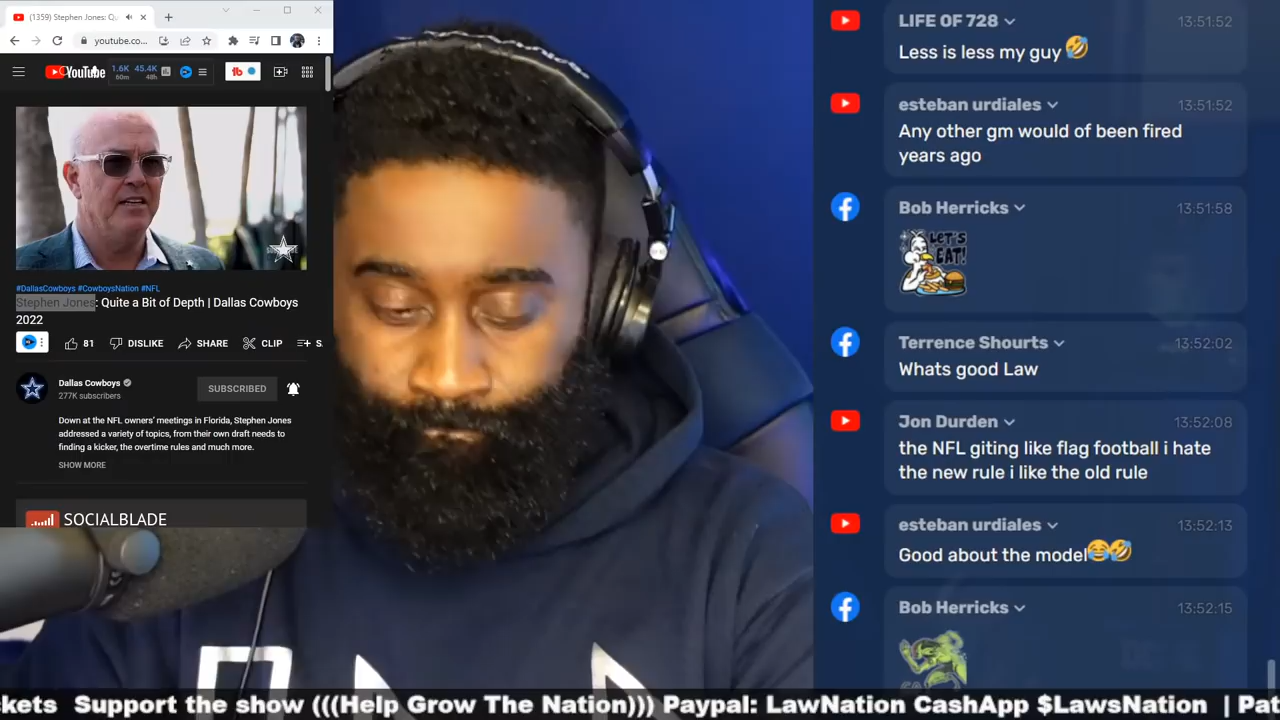 (1359) Stephen Jones: Qu
youtube.co...
YouTube
1.6K
60m
45.4K
48h
#DallasCowboys #CowboysNation #NFL
Stephen Jones: Quite a Bit of Depth | Dallas Cowboys
2022
81
DISLIKE
SHARE
CLIP
S.
Dallas Cowboys
277K subscribers
SUBSCRIBED
Down at the NFL owners' meetings in Florida, Stephen Jones
addressed a variety of topics, from their own draft needs to
finding a kicker, the overtime rules and much more.
SHOW MORE
SOCIALBLADE
LIFE OF 728
13:51:52
Less is less my guy 🤣
esteban urdiales
13:51:52
Any other gm would of been fired
years ago
Bob Herricks
13:51:58
LET'S
EAT!
Terrence Shourts
13:52:02
Whats good Law
Jon Durden
13:52:08
the NFL giting like flag football i hate
the new rule i like the old rule
esteban urdiales
13:52:13
Good about the model😂🤣
Bob Herricks
13:52:15
kets Support the show (((Help Grow The Nation))) Paypal: LawNation CashApp $LawsNation | Pat